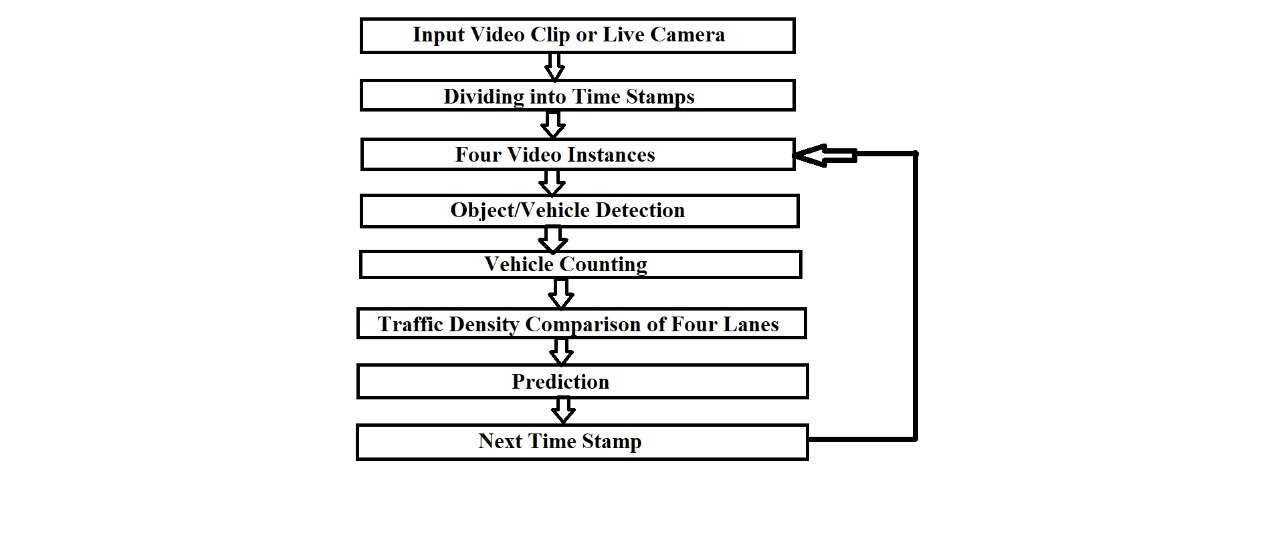 Input Video Clip or Live Camera
Dividing into Time Stamps
Four Video Instances
Object/Vehicle Detection
Vehicle Counting
Traffic Density Comparison of Four Lanes
Prediction
Next Time Stamp